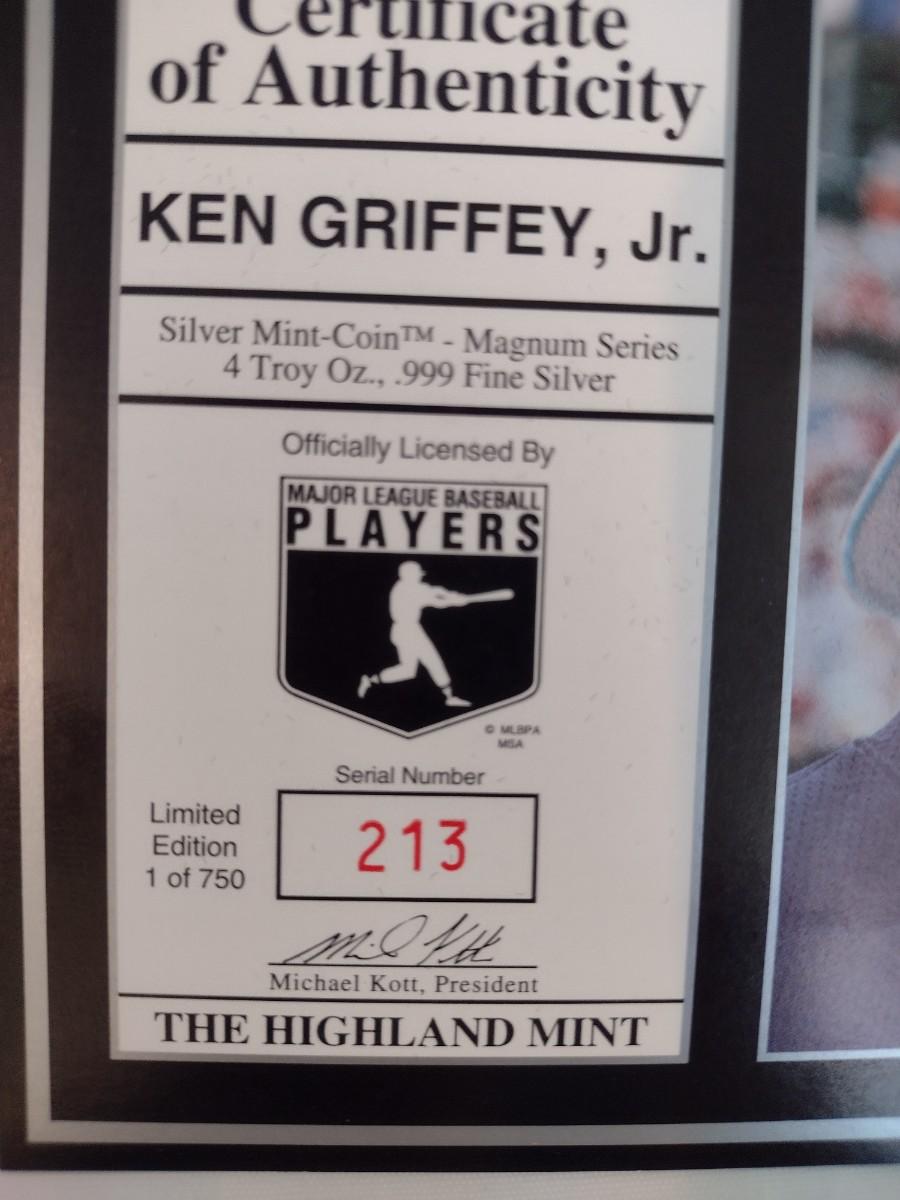 Certificate
of Authenticity
KEN GRIFFEY, Jr.
Silver Mint-Coin™ - Magnum Series
4 Troy Oz., .999 Fine Silver
Officially Licensed By
MAJOR LEAGUE BASEBALL
PLAYERS
© MLBPA
MSA
Serial Number
Limited
Edition
1 of 750
213
Michael Kott, President
THE HIGHLAND MINT